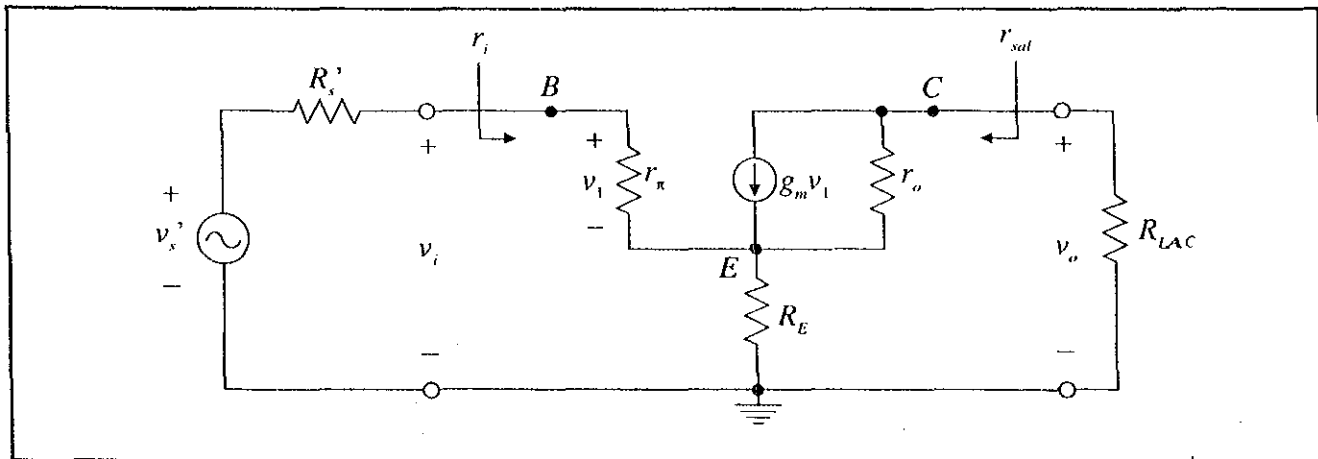 r_i
r_sal
R_s'
B
C
+
+
+
+
v_1
r_π
g_m v_1
r_o
−
v_s'
v_i
v_o
R_LAC
−
E
R_E
−
−